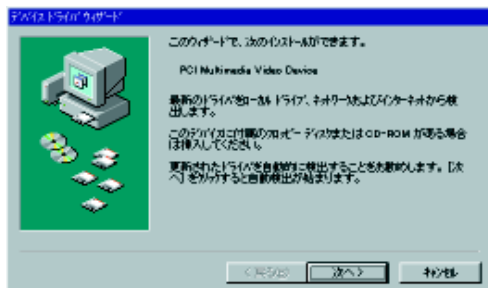 デバイス ドライバ ウィザード
このウィザードで、次のインストールができます。
PCI Multimedia Video Device
最新のドライバをローカル ドライブ、ネットワークおよびインターネットから検
出します。
このデバイスに付属のフロッピー ディスクまたは CD-ROM がある場合
は挿入してください。
更新されたドライバを自動的に検出することをお勧めします。[次
へ] をクリックすると自動検出が始まります。
< 戻る(B)
次へ >
キャンセル